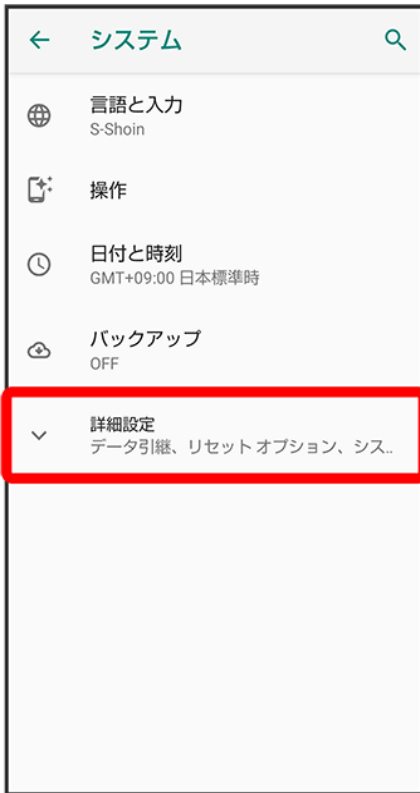 システム
言語と入力
S-Shoin
操作
日付と時刻
GMT+09:00 日本標準時
バックアップ
OFF
詳細設定
データ引継、リセット オプション、シス..